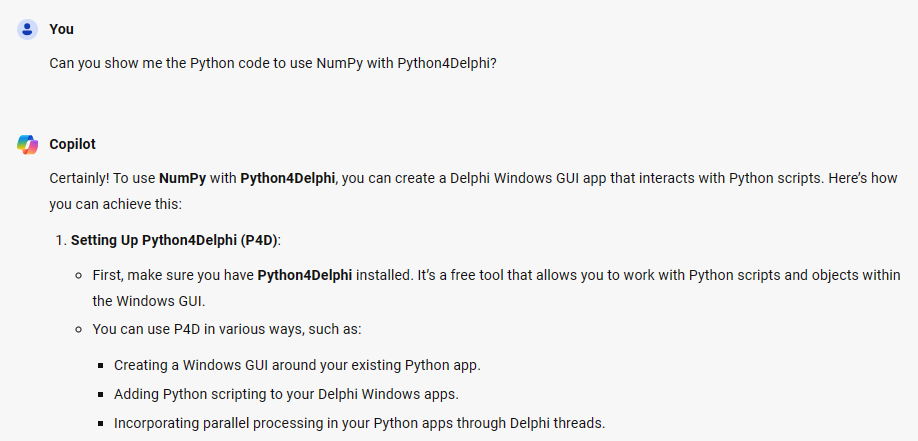 You
Can you show me the Python code to use NumPy with Python4Delphi?
Copilot
Certainly! To use NumPy with Python4Delphi, you can create a Delphi Windows GUI app that interacts with Python scripts. Here’s how
you can achieve this:
1. Setting Up Python4Delphi (P4D):
First, make sure you have Python4Delphi installed. It’s a free tool that allows you to work with Python scripts and objects within
the Windows GUI.
You can use P4D in various ways, such as:
Creating a Windows GUI around your existing Python app.
Adding Python scripting to your Delphi Windows apps.
Incorporating parallel processing in your Python apps through Delphi threads.